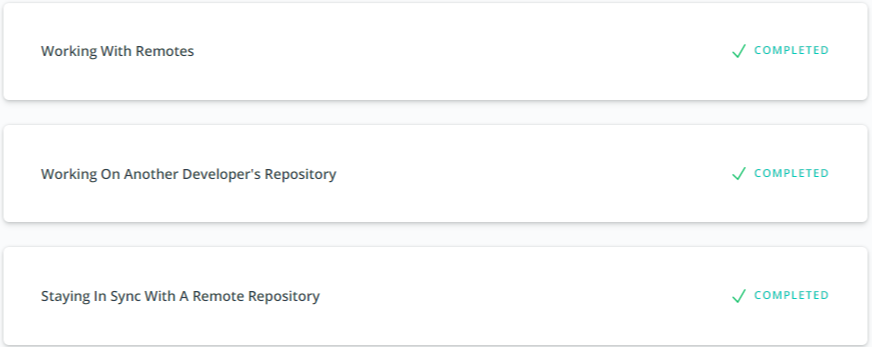 Working With Remotes
COMPLETED
Working On Another Developer's Repository
COMPLETED
Staying In Sync With A Remote Repository
COMPLETED